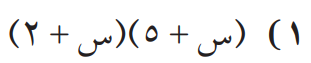 ١) (س + ٥)(س + ٢)